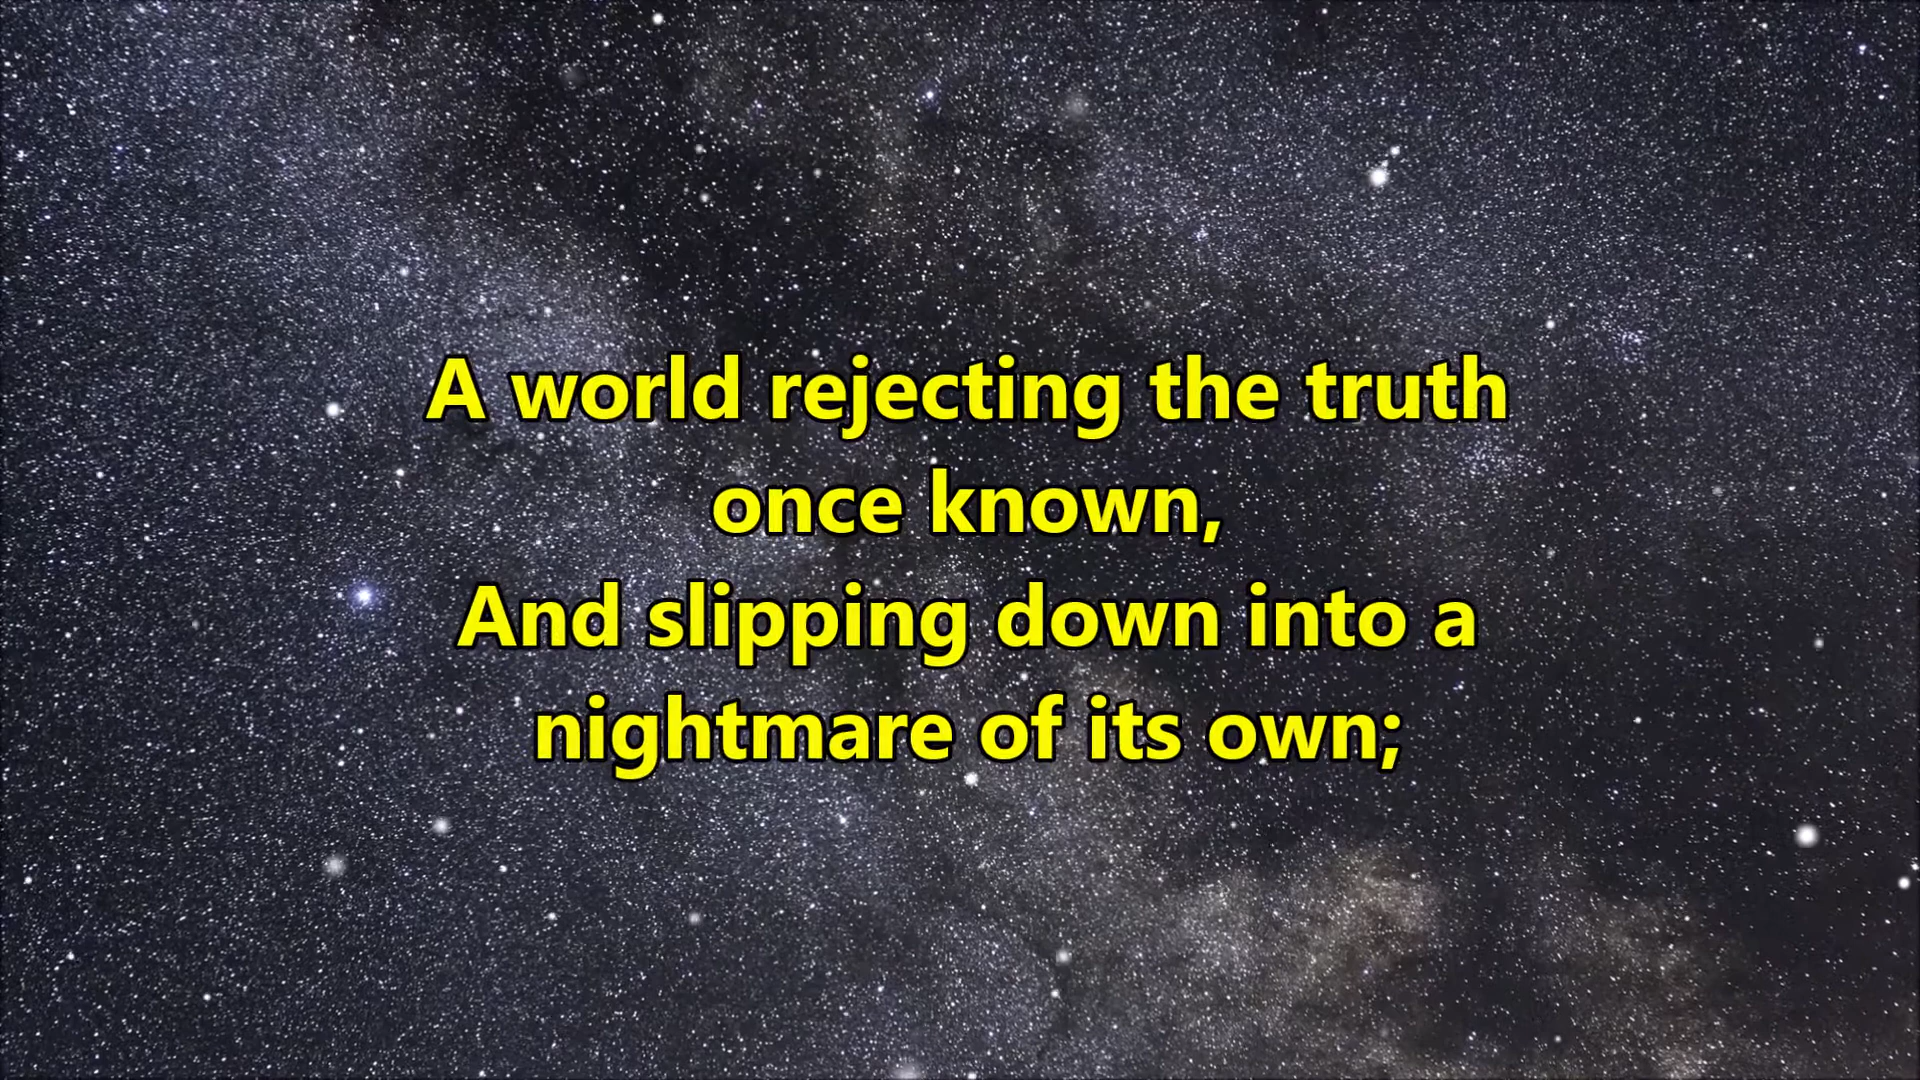 A world rejecting the truth
once known,
And slipping down into a
nightmare of its own;